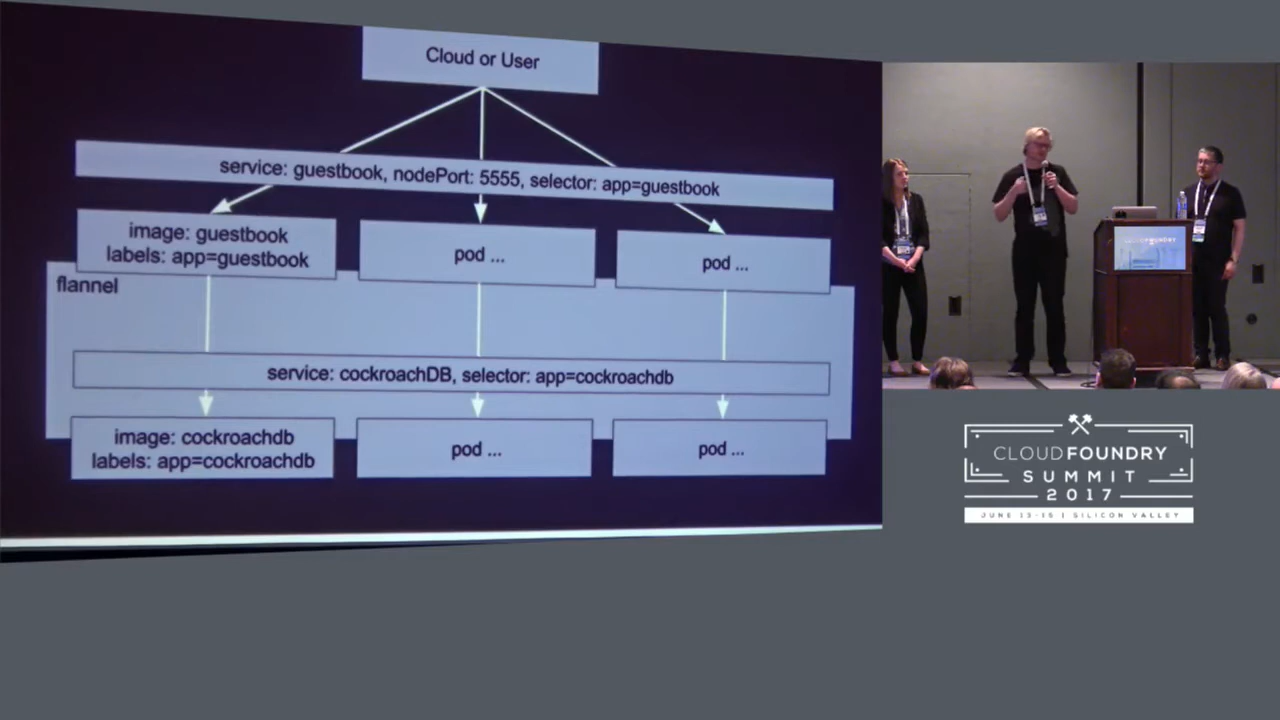 Cloud or User
service: guestbook, nodePort: 5555, selector: app=guestbook
image: guestbook
labels: app=guestbook
pod ...
pod ...
flannel
service: cockroachDB, selector: app=cockroachdb
image: cockroachdb
labels: app=cockroachdb
pod ...
pod ...
CLOUD FOUNDRY
CLOUD FOUNDRY
SUMMIT
2017
JUNE 13-15 | SILICON VALLEY